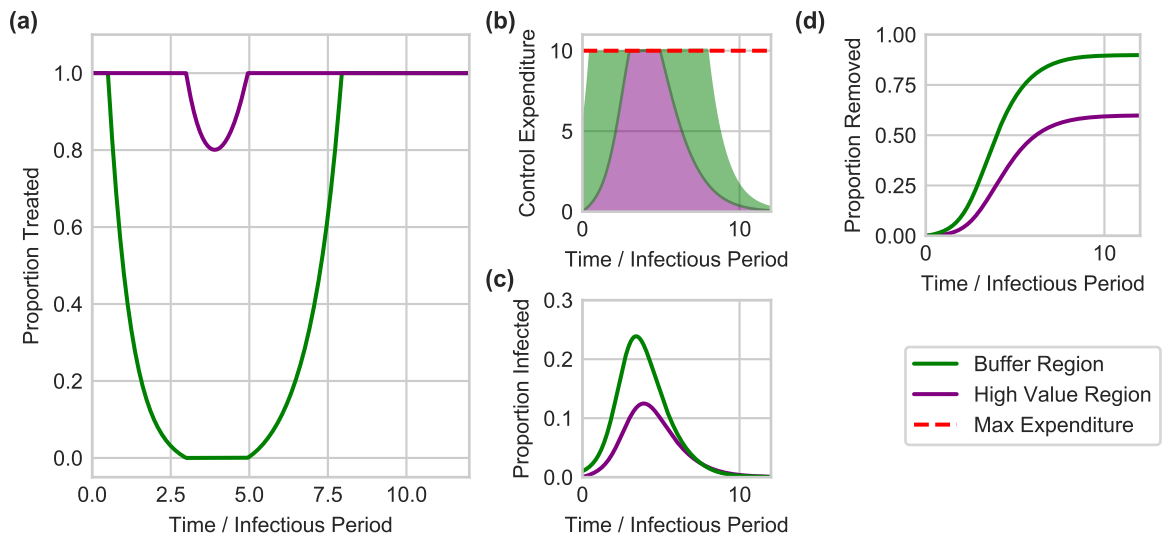 (a)
Proportion Treated
1.0
0.8
0.6
0.4
0.2
0.0
0.0 2.5 5.0 7.5 10.0
Time / Infectious Period
(b)
Control Expenditure
10
5
0
0 10
Time / Infectious Period
(c)
Proportion Infected
0.3
0.2
0.1
0.0
0 10
Time / Infectious Period
(d)
Proportion Removed
1.00
0.75
0.50
0.25
0.00
0 10
Time / Infectious Period
Buffer Region
High Value Region
Max Expenditure